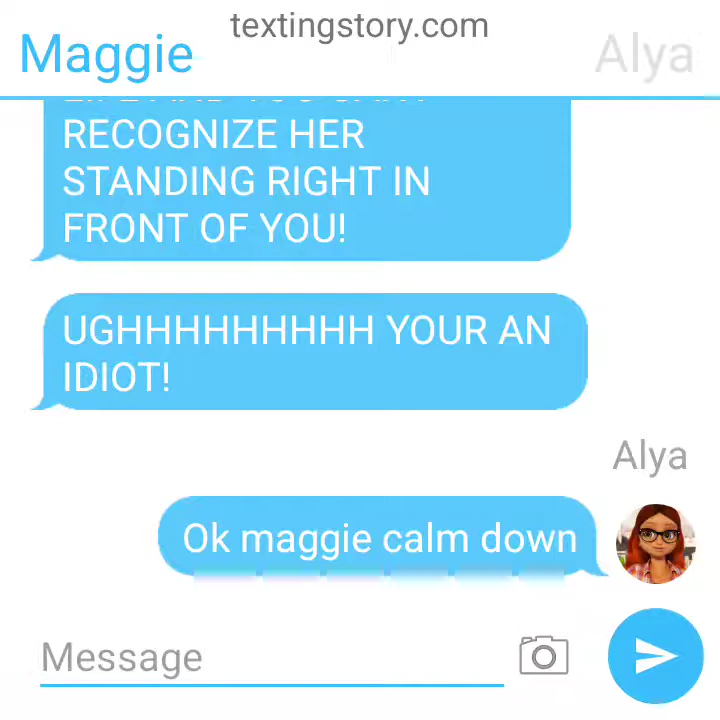 textingstory.com
Maggie
Alya
RECOGNIZE HER
STANDING RIGHT IN
FRONT OF YOU!
UGHHHHHHHHHH YOUR AN
IDIOT!
Alya
Ok maggie calm down
Message